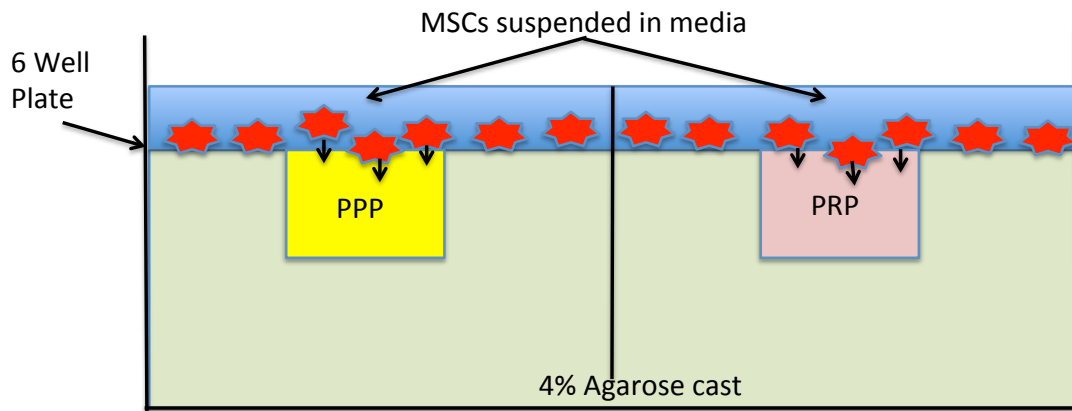 MSCs suspended in media
6 Well
Plate
PPP
PRP
4% Agarose cast